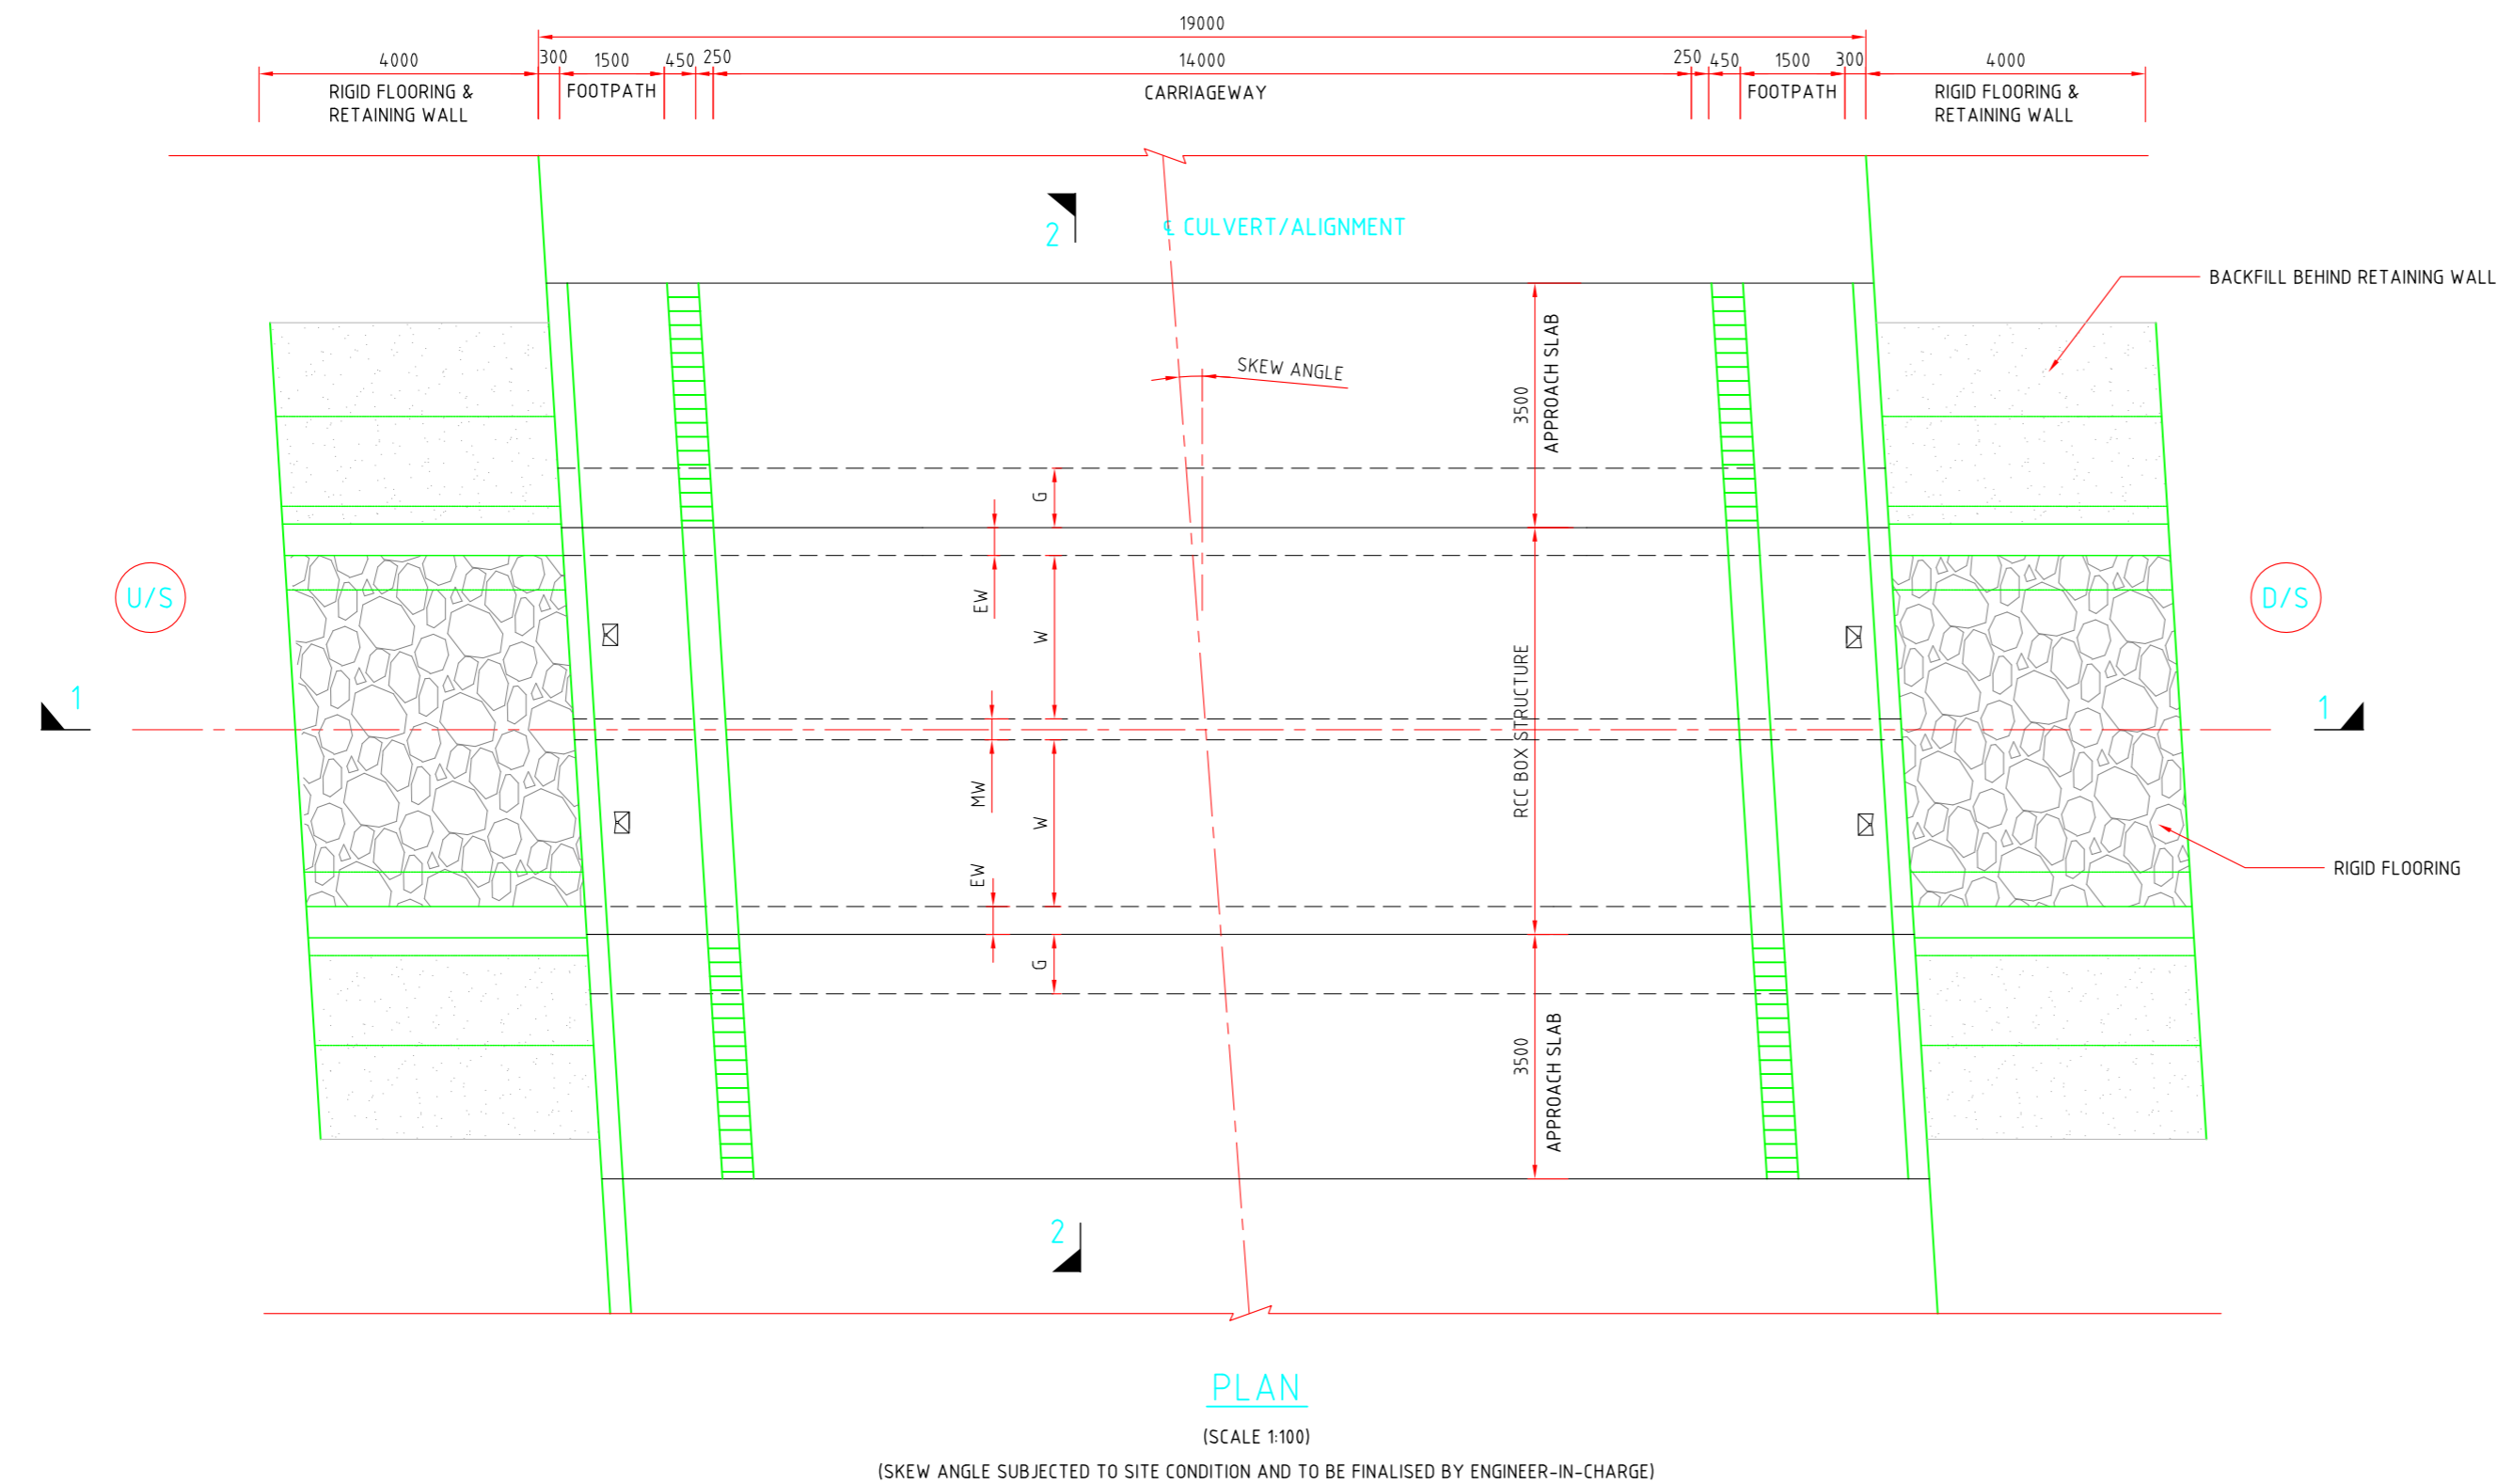 19000
4000
300
1500
450
250
14000
250
450
1500
300
4000
RIGID FLOORING &
RETAINING WALL
FOOTPATH
CARRIAGEWAY
FOOTPATH
RIGID FLOORING &
RETAINING WALL
2
℄ CULVERT/ALIGNMENT
BACKFILL BEHIND RETAINING WALL
SKEW ANGLE
3500
APPROACH SLAB
G
EW
W
U/S
D/S
RCC BOX STRUCTURE
1
1
MW
W
EW
RIGID FLOORING
G
3500
APPROACH SLAB
2
PLAN
(SCALE 1:100)
(SKEW ANGLE SUBJECTED TO SITE CONDITION AND TO BE FINALISED BY ENGINEER-IN-CHARGE)